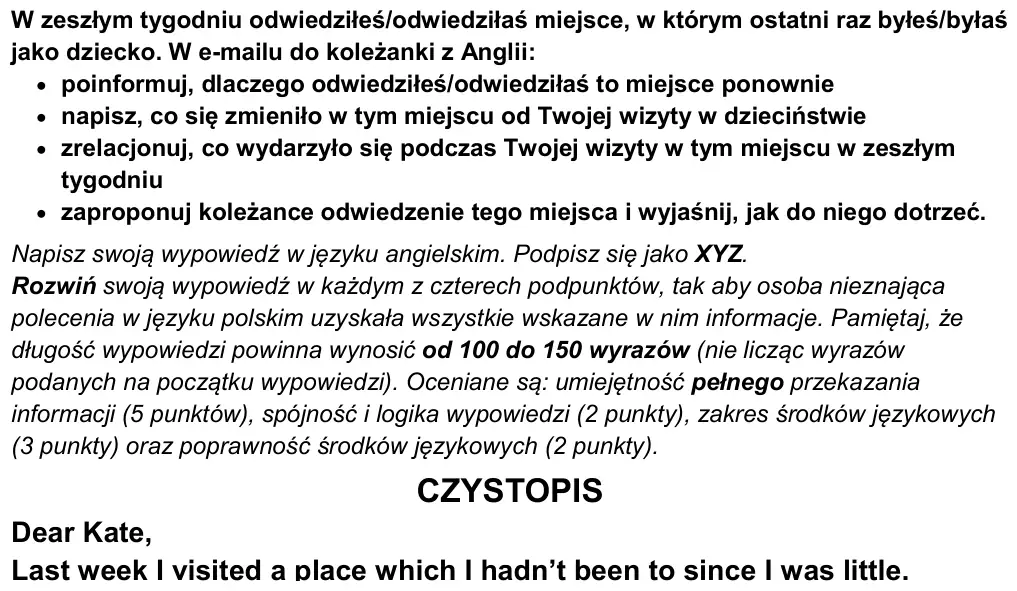 W zeszłym tygodniu odwiedziłeś/odwiedziłaś miejsce, w którym ostatni raz byłeś/byłaś
jako dziecko. W e-mailu do koleżanki z Anglii:
• poinformuj, dlaczego odwiedziłeś/odwiedziłaś to miejsce ponownie
• napisz, co się zmieniło w tym miejscu od Twojej wizyty w dzieciństwie
• zrelacjonuj, co wydarzyło się podczas Twojej wizyty w tym miejscu w zeszłym
tygodniu
• zaproponuj koleżance odwiedzenie tego miejsca i wyjaśnij, jak do niego dotrzeć.
Napisz swoją wypowiedź w języku angielskim. Podpisz się jako XYZ.
Rozwiń swoją wypowiedź w każdym z czterech podpunktów, tak aby osoba nieznająca
polecenia w języku polskim uzyskała wszystkie wskazane w nim informacje. Pamiętaj, że
długość wypowiedzi powinna wynosić od 100 do 150 wyrazów (nie licząc wyrazów
podanych na początku wypowiedzi). Oceniane są: umiejętność pełnego przekazania
informacji (5 punktów), spójność i logika wypowiedzi (2 punkty), zakres środków językowych
(3 punkty) oraz poprawność środków językowych (2 punkty).
CZYSTOPIS
Dear Kate,
Last week I visited a place which I hadn’t been to since I was little.